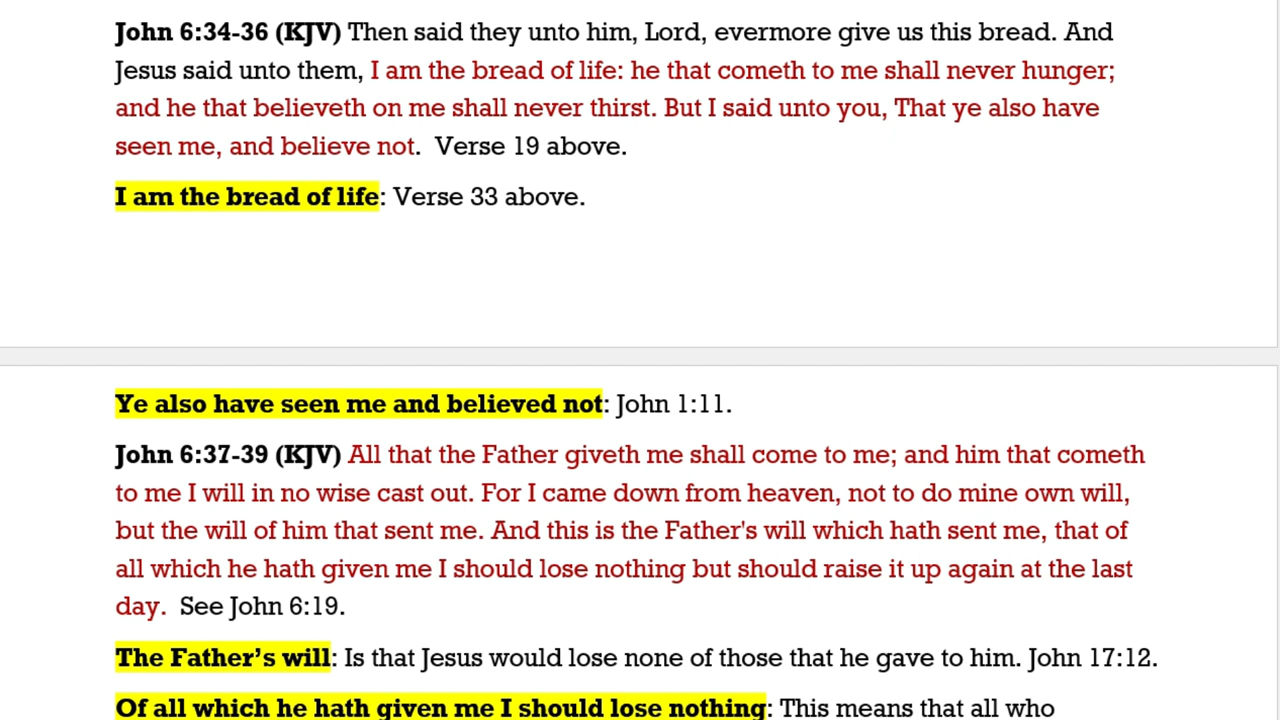 John 6:34-36 (KJV) Then said they unto him, Lord, evermore give us this bread. And
Jesus said unto them, I am the bread of life: he that cometh to me shall never hunger;
and he that believeth on me shall never thirst. But I said unto you, That ye also have
seen me, and believe not.  Verse 19 above.
I am the bread of life: Verse 33 above.
Ye also have seen me and believed not: John 1:11.
John 6:37-39 (KJV) All that the Father giveth me shall come to me; and him that cometh
to me I will in no wise cast out. For I came down from heaven, not to do mine own will,
but the will of him that sent me. And this is the Father's will which hath sent me, that of
all which he hath given me I should lose nothing but should raise it up again at the last
day.  See John 6:19.
The Father’s will: Is that Jesus would lose none of those that he gave to him. John 17:12.
Of all which he hath given me I should lose nothing: This means that all who